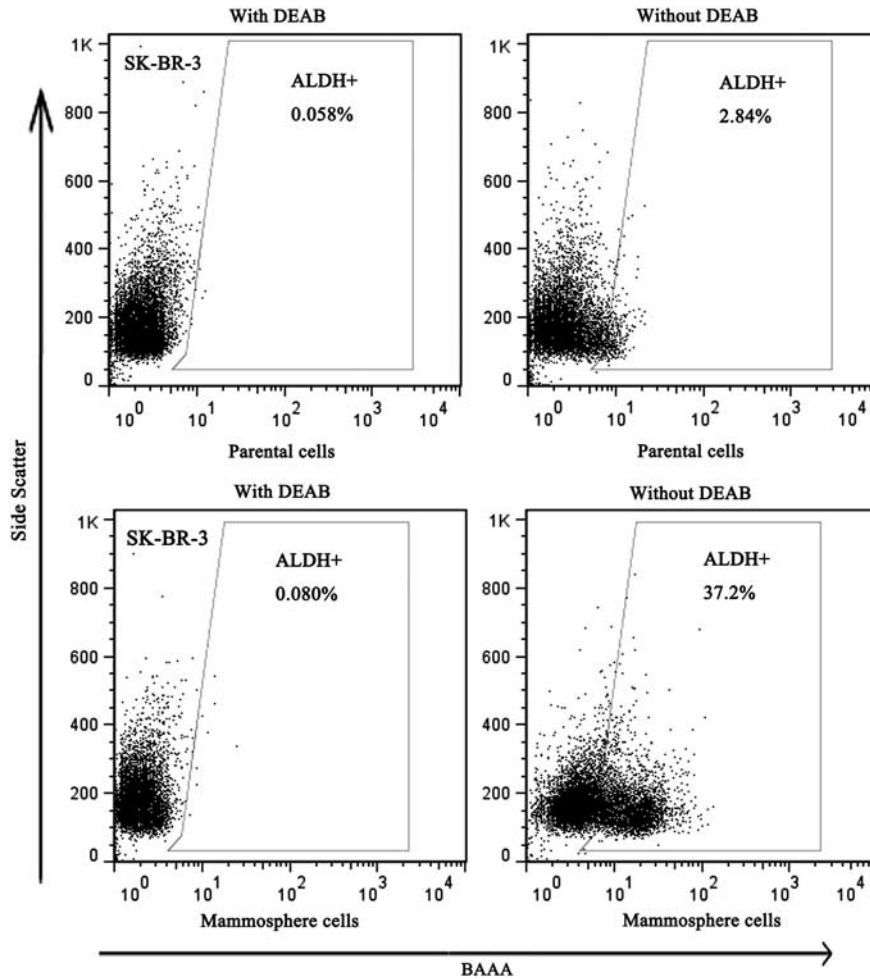 With DEAB
Without DEAB
1K
800
600
400
200
0
SK-BR-3
ALDH+
0.058%
10^0
10^1
10^2
10^3
10^4
Parental cells
ALDH+
2.84%
1K
800
600
400
200
0
10^0
10^1
10^2
10^3
10^4
Parental cells
With DEAB
Without DEAB
1K
800
600
400
200
0
SK-BR-3
ALDH+
0.080%
10^0
10^1
10^2
10^3
10^4
Mammosphere cells
ALDH+
37.2%
1K
800
600
400
200
0
10^0
10^1
10^2
10^3
10^4
Mammosphere cells
Side Scatter
BAAA